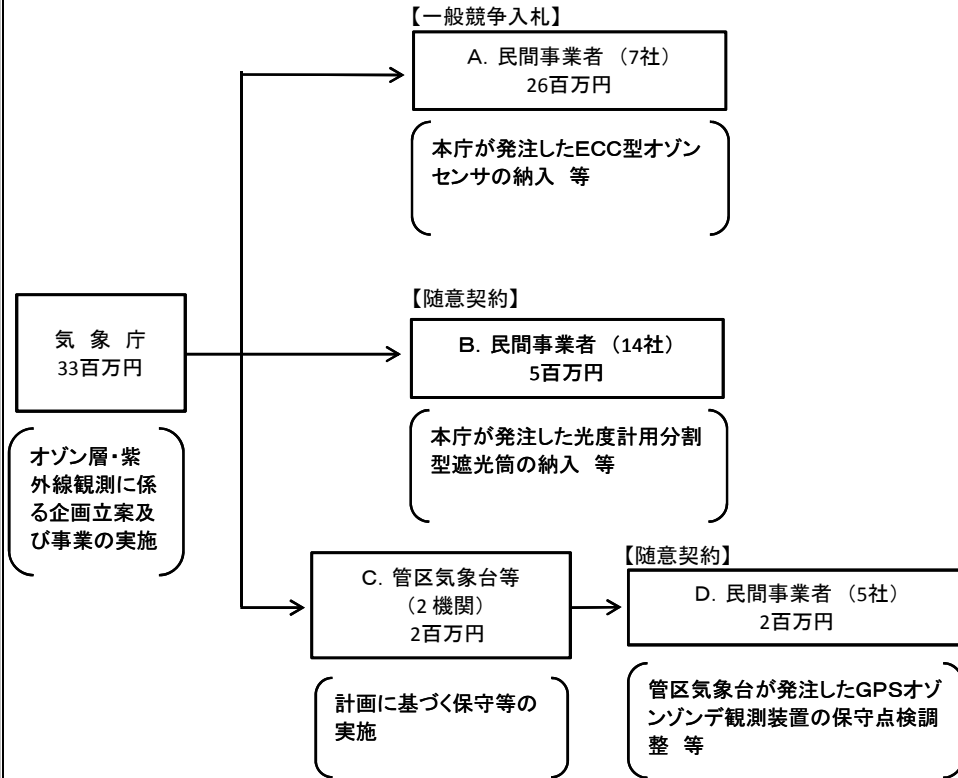 【一般競争入札】
A. 民間事業者 （7社）
26百万円
本庁が発注したECC型オゾン
センサの納入 等
【随意契約】
気 象 庁
33百万円
B. 民間事業者 （14社）
5百万円
オゾン層・紫
外線観測に係
る企画立案及
び事業の実施
本庁が発注した光度計用分割
型遮光筒の納入 等
C. 管区気象台等
（2 機関）
2百万円
【随意契約】
D. 民間事業者 （5社）
2百万円
計画に基づく保守等の
実施
管区気象台が発注したGPSオゾ
ンゾンデ観測装置の保守点検調
整 等